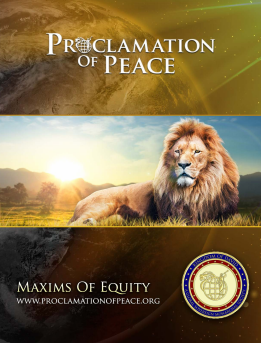 PROCLAMATION
OF PEACE
MAXIMS OF EQUITY
WWW.PROCLAMATIONOFPEACE.ORG